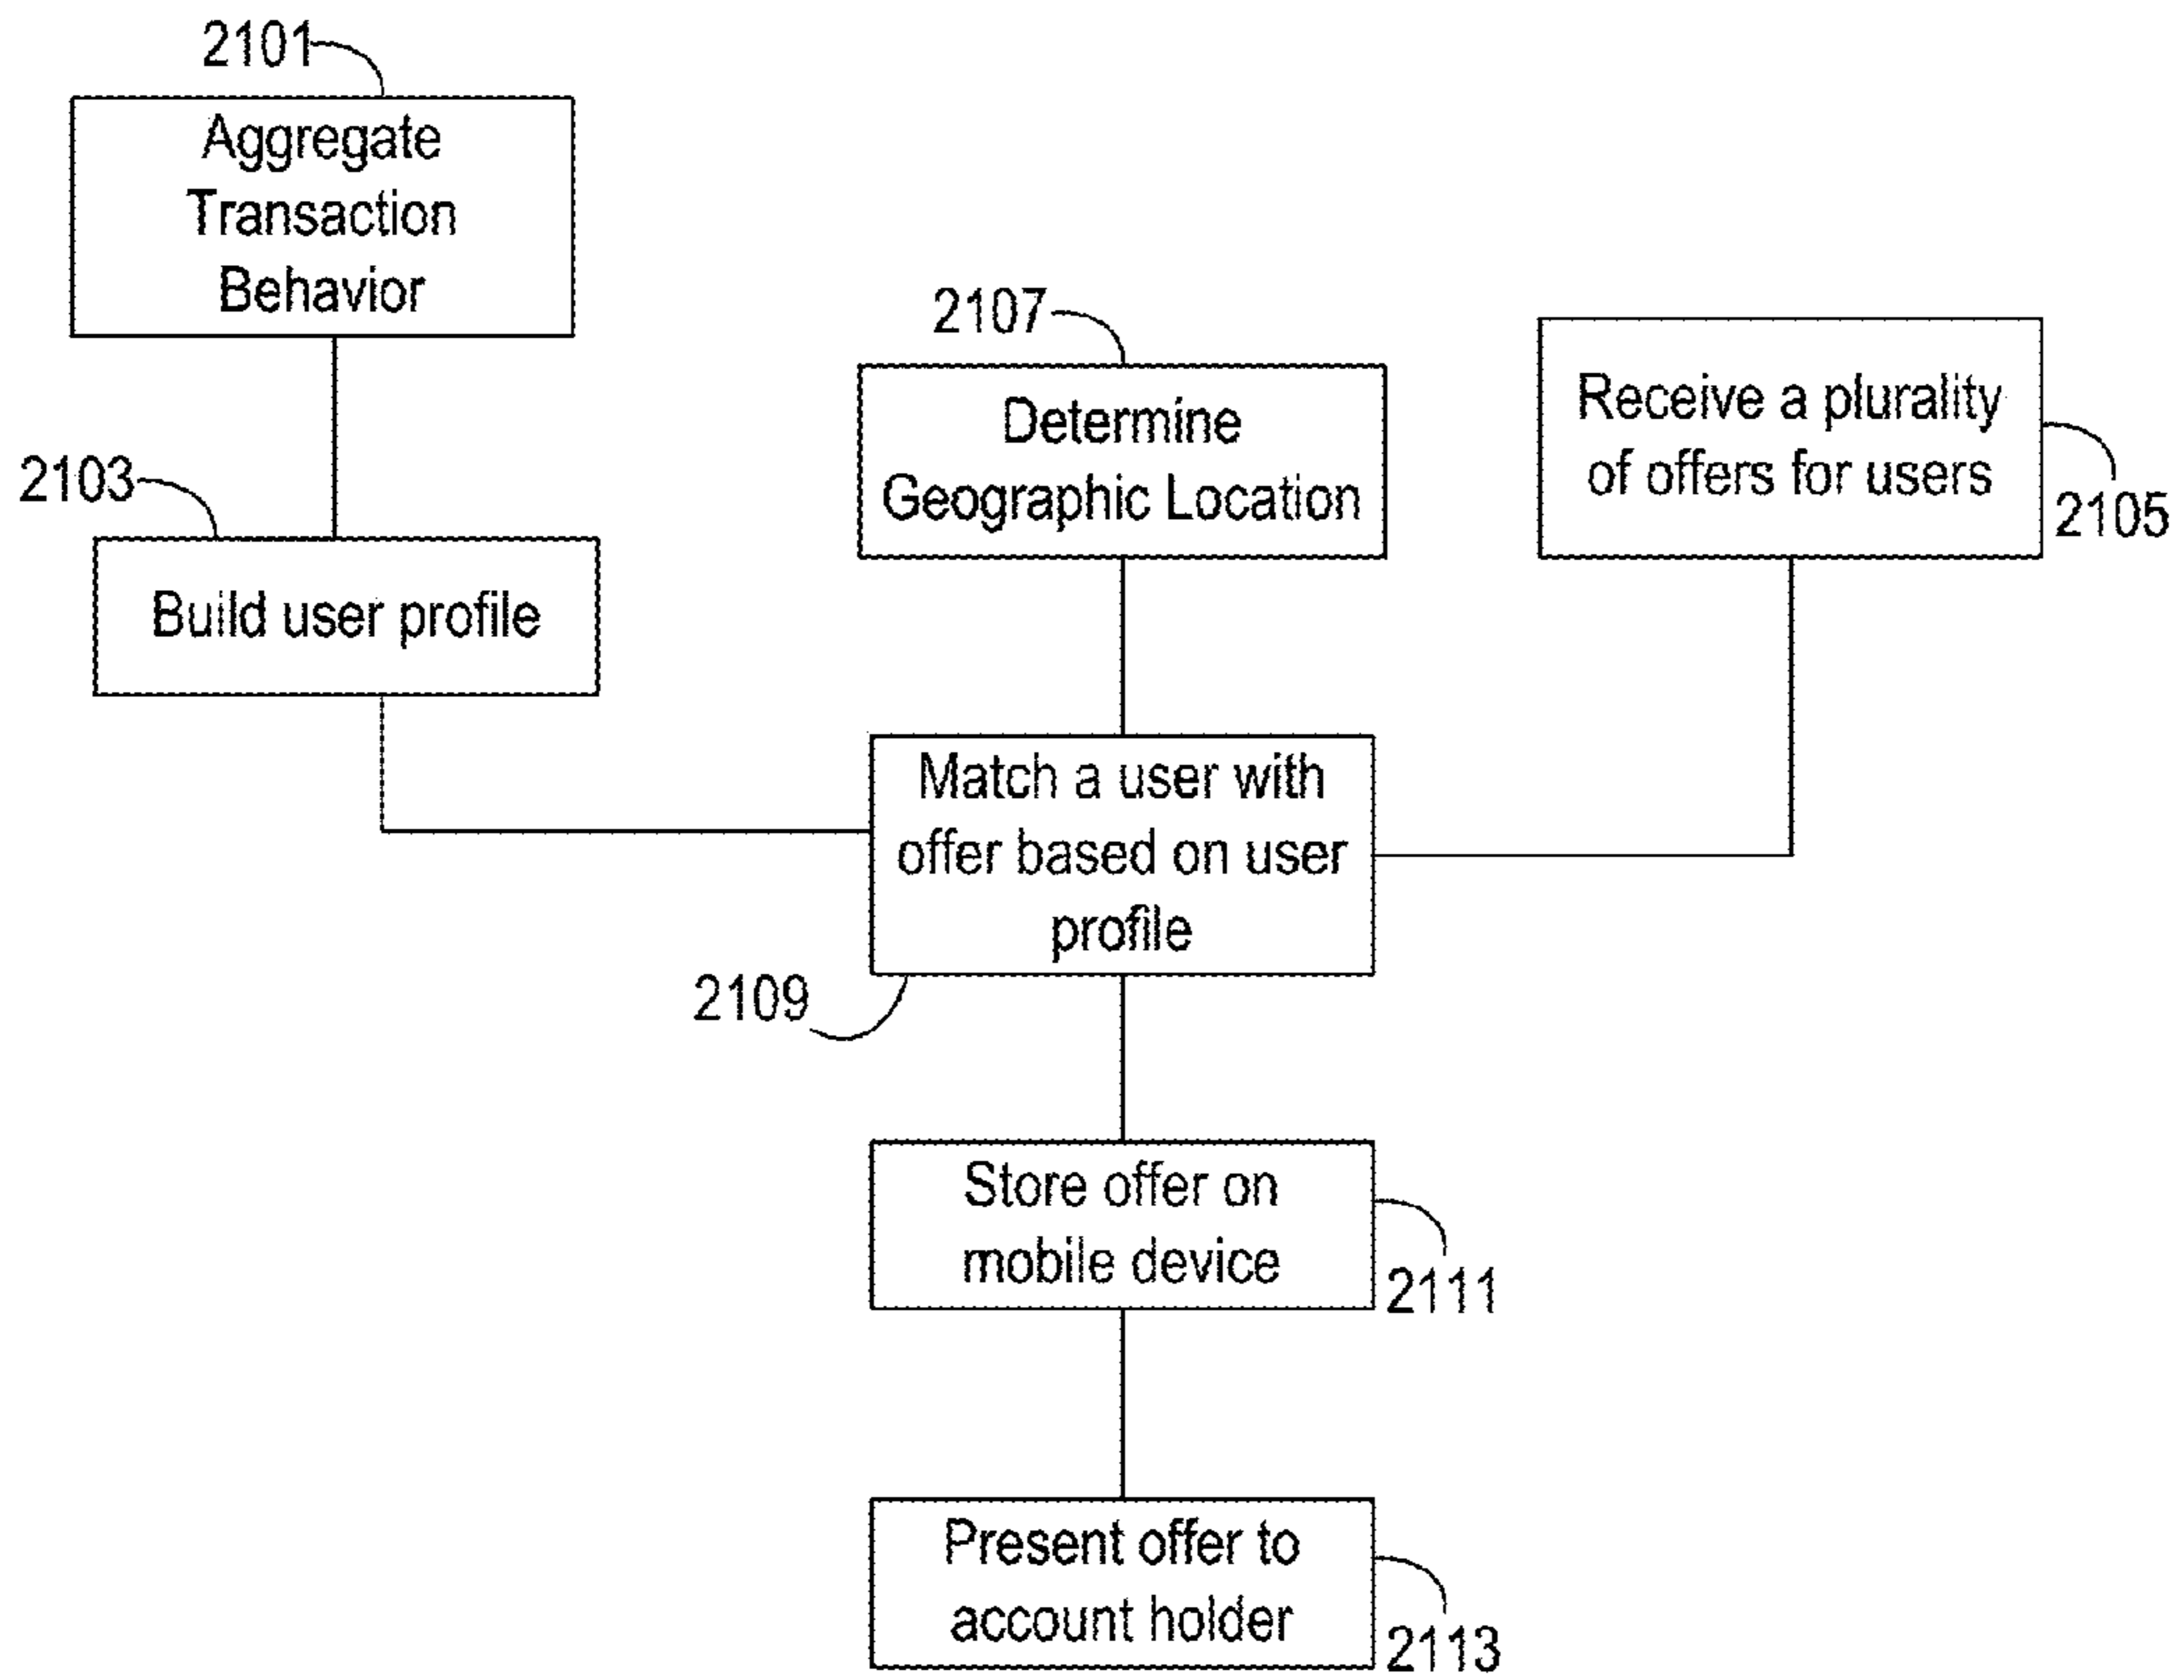 2101
Aggregate
Transaction
Behavior
2107
Determine
Geographic Location
Receive a plurality
of offers for users
2105
2103
Build user profile
Match a user with
offer based on user
profile
2109
Store offer on
mobile device
2111
Present offer to
account holder
2113